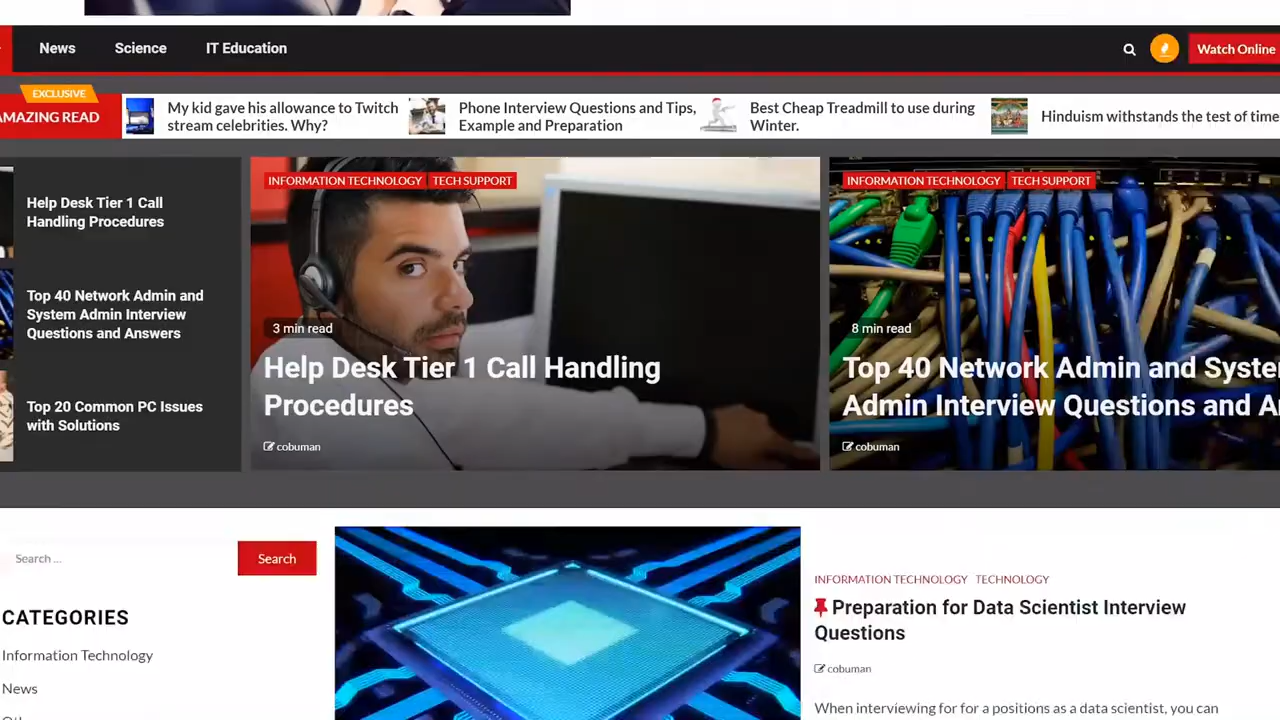 News
Science
IT Education
Watch Online
EXCLUSIVE
AMAZING READ
My kid gave his allowance to Twitch
stream celebrities. Why?
Phone Interview Questions and Tips,
Example and Preparation
Best Cheap Treadmill to use during
Winter.
Hinduism withstands the test of time
Help Desk Tier 1 Call
Handling Procedures
Top 40 Network Admin and
System Admin Interview
Questions and Answers
Top 20 Common PC Issues
with Solutions
INFORMATION TECHNOLOGY TECH SUPPORT
3 min read
Help Desk Tier 1 Call Handling
Procedures
cobuman
INFORMATION TECHNOLOGY TECH SUPPORT
8 min read
Top 40 Network Admin and Syste
Admin Interview Questions and A
cobuman
Search ...
Search
CATEGORIES
Information Technology
News
INFORMATION TECHNOLOGY TECHNOLOGY
Preparation for Data Scientist Interview
Questions
cobuman
When interviewing for for a positions as a data scientist, you can